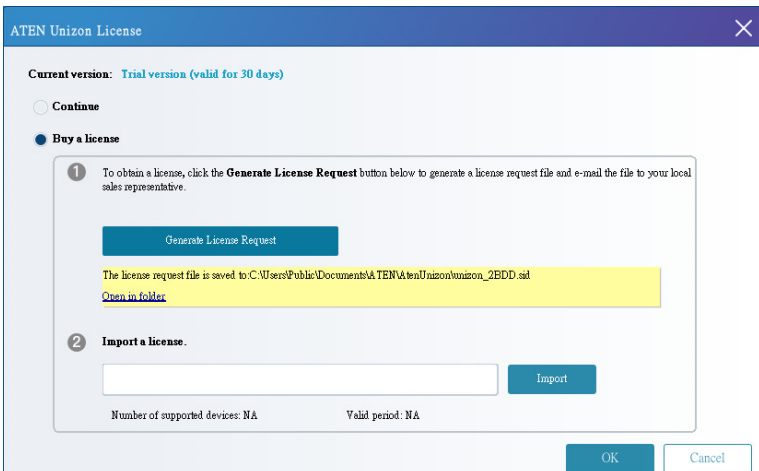 ATEN Unizon License
Current version: Trial version (valid for 30 days)
Continue
Buy a license
1
To obtain a license, click the Generate License Request button below to generate a license request file and e-mail the file to your local
sales representative.
Generate License Request
The license request file is saved to:C:\Users\Public\Documents\ATEN\AtenUnizon\unizon_2BDD.sid
Open in folder
2 Import a license.
Import
Number of supported devices: NA Valid period: NA
OK Cancel